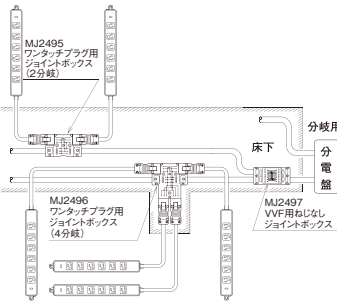 MJ2495
ワンタッチプラグ用
ジョイントボックス
(2分岐)
分岐用
床下
分電盤
MJ2496
ワンタッチプラグ用
ジョイントボックス
(4分岐)
MJ2497
VVF用ねじなし
ジョイントボックス